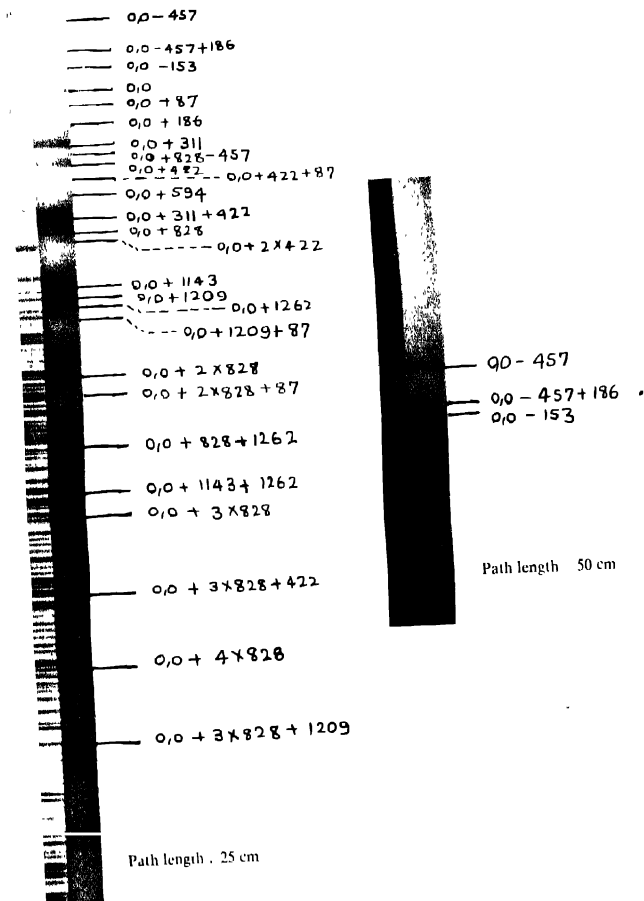 0,0 - 457
0,0 - 457 + 186
0,0 - 153
0,0
0,0 + 87
0,0 + 186
0,0 + 311
0,0 + 828 - 457
0,0 + 482
0,0 + 422 + 87
0,0 + 594
0,0 + 311 + 422
0,0 + 828
0,0 + 2 × 422
0,0 + 1143
0,0 + 1209
0,0 + 1262
0,0 + 1209 + 87
0,0 + 2 × 828
0,0 + 2 × 828 + 87
0,0 + 828 + 1262
0,0 + 1143 + 1262
0,0 + 3 × 828
0,0 + 3 × 828 + 422
0,0 + 4 × 828
0,0 + 3 × 828 + 1209
Path length . 25 cm
0,0 - 457
0,0 - 457 + 186
0,0 - 153
Path length 50 cm